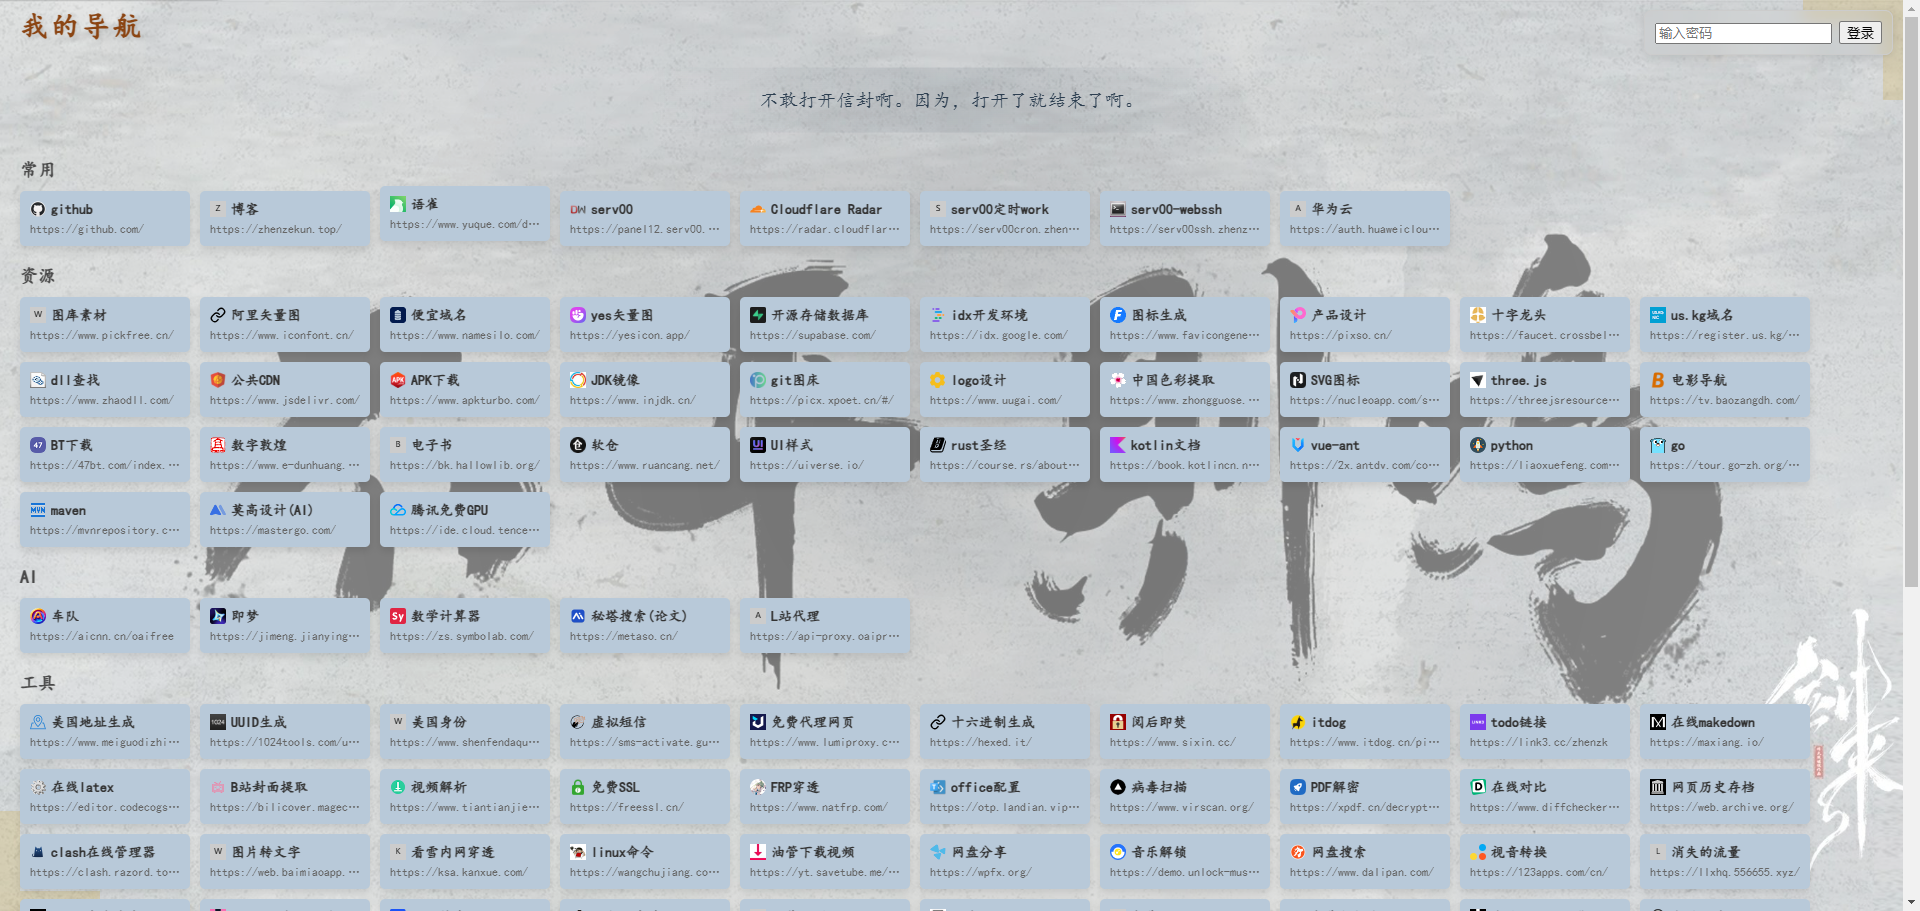 我的导航
输入密码
登录
不敢打开信封啊。因为，打开了就结束了啊。
常用
github
https://github.com/
博客
https://zhenzekun.top/
语雀
https://www.yuque.com/d···
serv00
https://panel12.serv00.···
Cloudflare Radar
https://radar.cloudflar···
serv00定时work
https://serv00cron.zhen···
serv00-webssh
https://serv00ssh.zhenz···
华为云
https://auth.huaweiclou···
资源
图库素材
https://www.pickfree.cn/
阿里矢量图
https://www.iconfont.cn/
便宜域名
https://www.namesilo.com/
yes矢量图
https://yesicon.app/
开源存储数据库
https://supabase.com/
idx开发环境
https://idx.google.com/
图标生成
https://www.favicongene···
产品设计
https://pixso.cn/
十字龙头
https://faucet.crossbel···
us.kg域名
https://register.us.kg/···
dll查找
https://www.zhaodll.com/
公共CDN
https://www.jsdelivr.com/
APK下载
https://www.apkturbo.com/
JDK镜像
https://www.injdk.cn/
git图床
https://picx.xpoet.cn/#/
logo设计
https://www.uugai.com/
中国色彩提取
https://www.zhongguose.···
SVG图标
https://nucleoapp.com/s···
three.js
https://threejsresource···
电影导航
https://tv.baozangdh.com/
BT下载
https://47bt.com/index.···
数字敦煌
https://www.e-dunhuang.···
电子书
https://bk.hallowlib.org/
软仓
https://www.ruancang.net/
UI样式
https://uiverse.io/
rust圣经
https://course.rs/about···
kotlin文档
https://book.kotlincn.n···
vue-ant
https://2x.antdv.com/co···
python
https://liaoxuefeng.com···
go
https://tour.go-zh.org/···
maven
https://mvnrepository.c···
莫高设计(AI)
https://mastergo.com/
腾讯免费GPU
https://ide.cloud.tence···
AI
车队
https://aicnn.cn/oaifree
即梦
https://jimeng.jianying···
数学计算器
https://zs.symbolab.com/
秘塔搜索(论文)
https://metaso.cn/
L站代理
https://api-proxy.oaipr···
工具
美国地址生成
https://www.meiguodizhi···
UUID生成
https://1024tools.com/u···
美国身份
https://www.shenfendaqu···
虚拟短信
https://sms-activate.gu···
免费代理网页
https://www.lumiproxy.c···
十六进制生成
https://hexed.it/
阅后即焚
https://www.sixin.cc/
itdog
https://www.itdog.cn/pi···
todo链接
https://link3.cc/zhenzk
在线makedown
https://maxiang.io/
在线latex
https://editor.codecogs···
B站封面提取
https://bilicover.magec···
视频解析
https://www.tiantianjie···
免费SSL
https://freessl.cn/
FRP穿透
https://www.natfrp.com/
office配置
https://otp.landian.vip···
病毒扫描
https://www.virscan.org/
PDF解密
https://xpdf.cn/decrypt···
在线对比
https://www.diffchecker···
网页历史存档
https://web.archive.org/
clash在线管理器
https://clash.razord.to···
图片转文字
https://web.baimiaoapp.···
看雪内网穿透
https://ksa.kanxue.com/
linux命令
https://wangchujiang.co···
油管下载视频
https://yt.savetube.me/···
网盘分享
https://wpfx.org/
音乐解锁
https://demo.unlock-mus···
网盘搜索
https://www.dalipan.com/
视音转换
https://123apps.com/cn/
消失的流量
https://llxhq.556655.xyz/
剑来